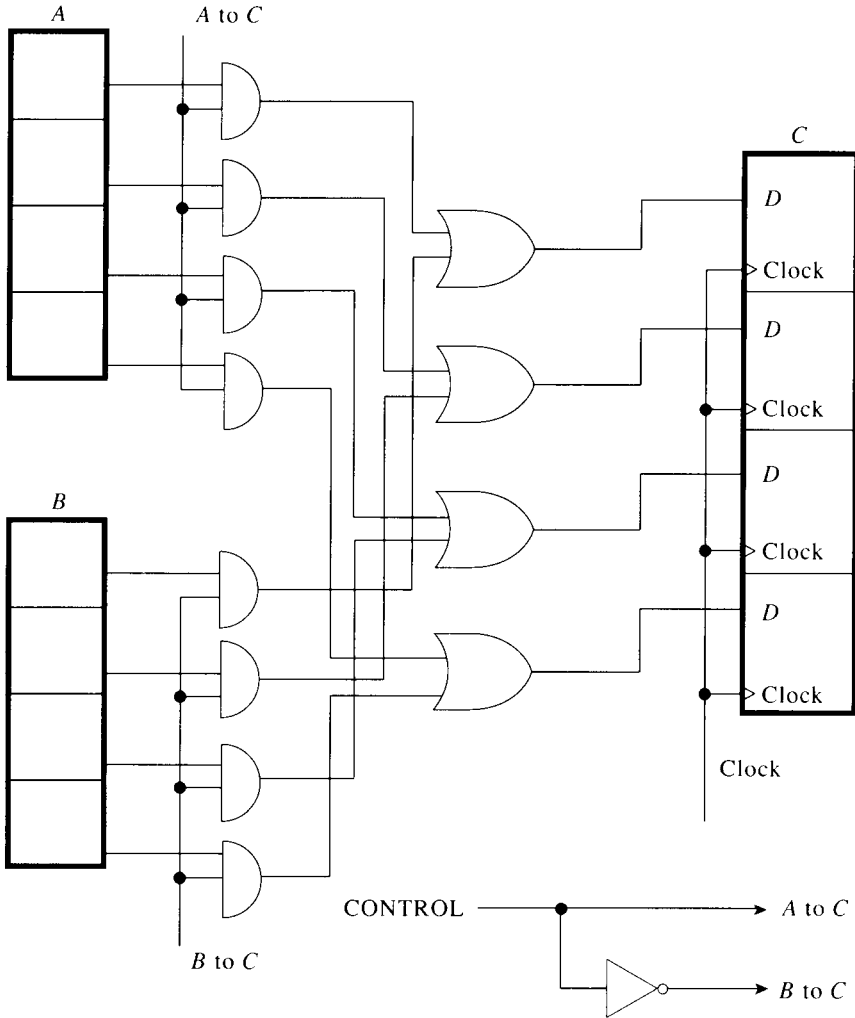 A
A to C
C
D
Clock
D
Clock
D
Clock
D
Clock
B
Clock
B to C
CONTROL
A to C
B to C